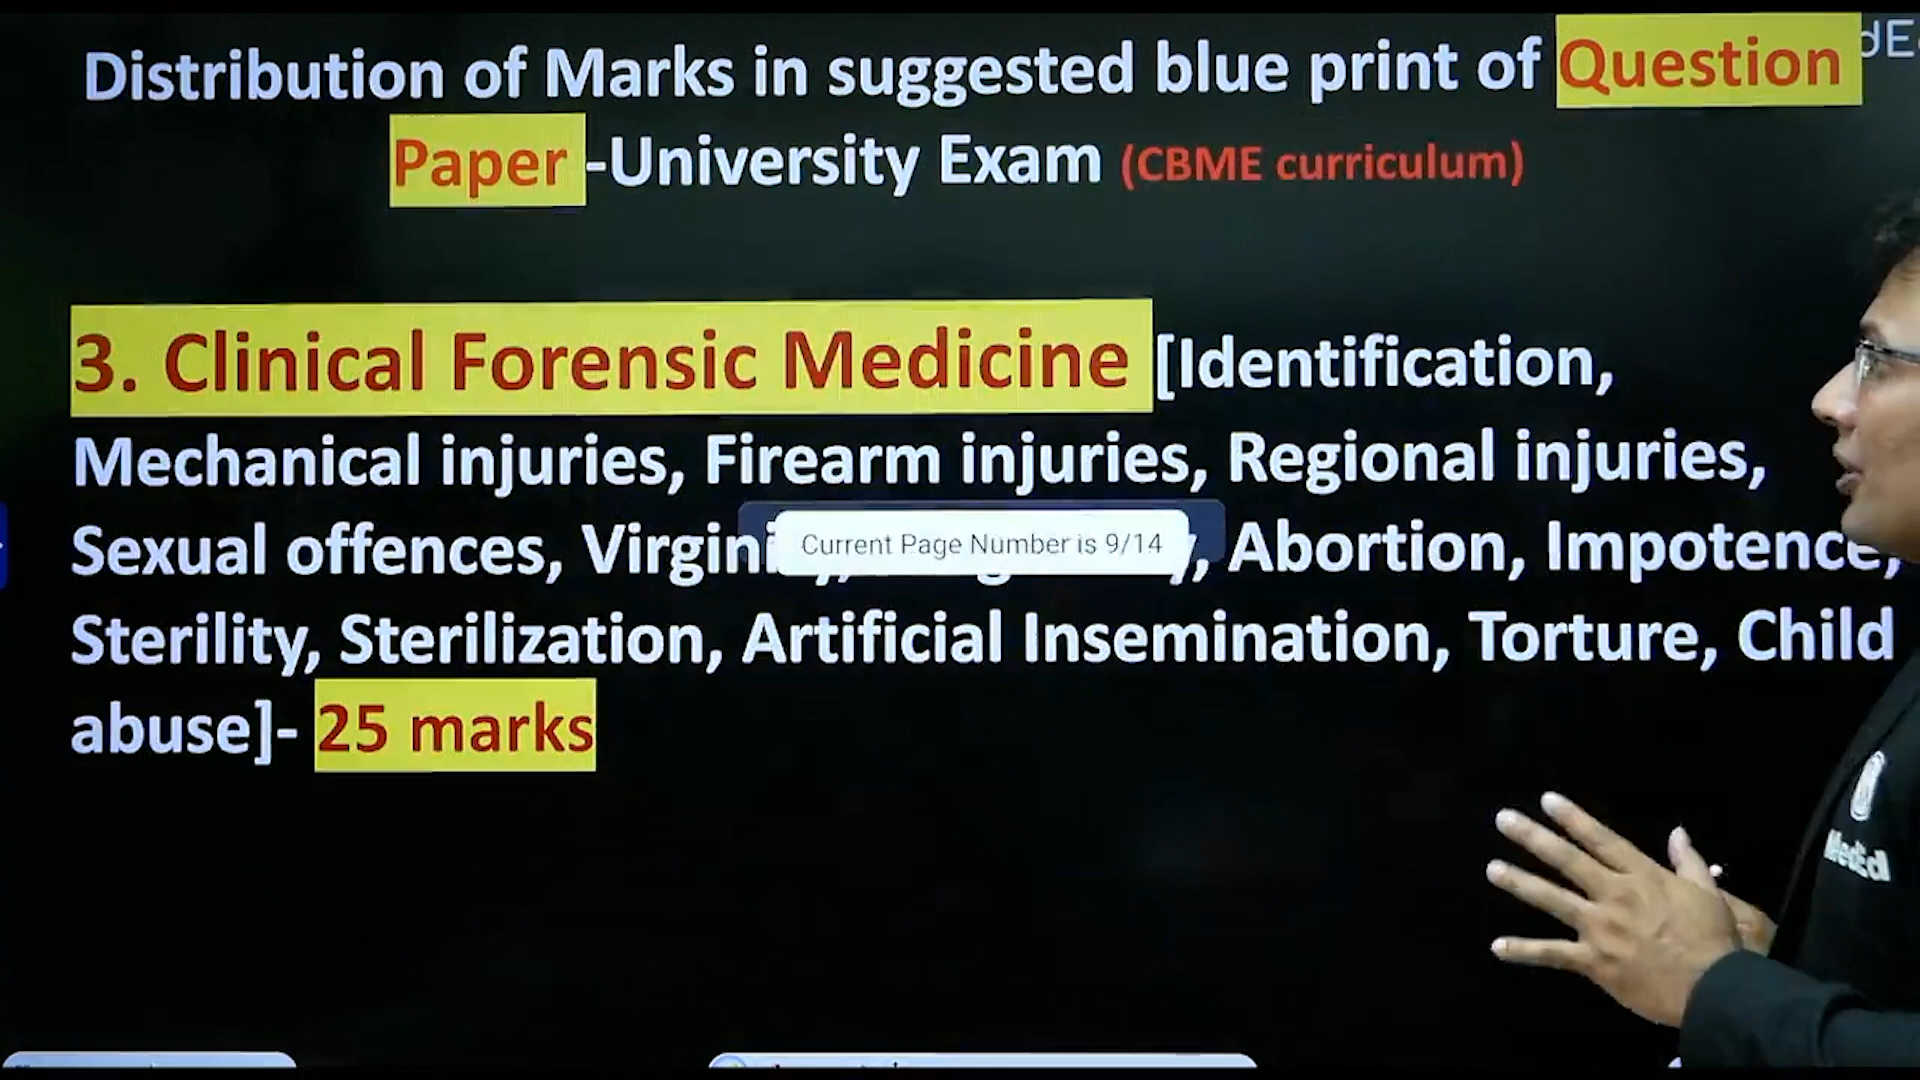 Distribution of Marks in suggested blue print of Question
Paper -University Exam (CBME curriculum)
3. Clinical Forensic Medicine [Identification,
Mechanical injuries, Firearm injuries, Regional injuries,
Sexual offences, Abortion, Impotence,
Current Page Number is 9/14
Sterility, Sterilization, Artificial Insemination, Torture, Child
abuse]- 25 marks
MedEd